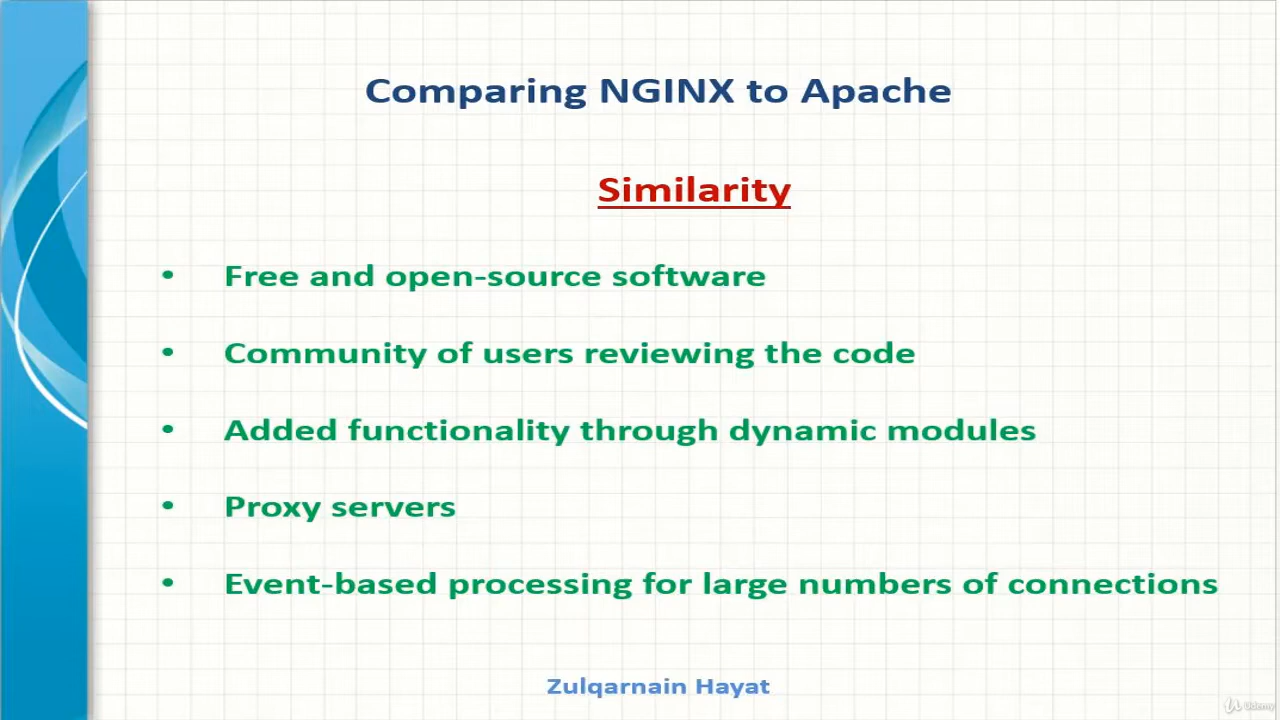 Comparing NGINX to Apache
Similarity
• Free and open-source software
• Community of users reviewing the code
• Added functionality through dynamic modules
• Proxy servers
• Event-based processing for large numbers of connections
Zulqarnain Hayat
Udemy